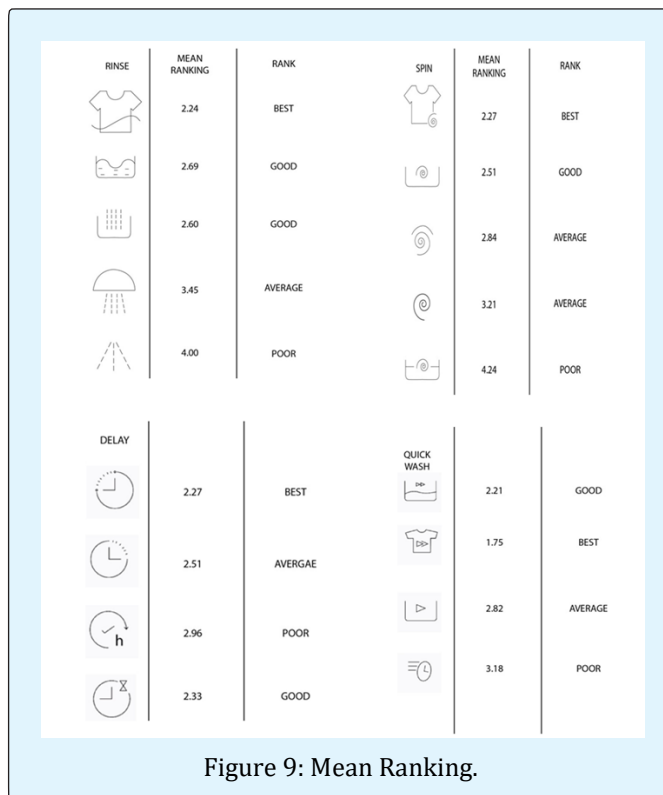 RINSE MEAN RANKING RANK
2.24 BEST
2.69 GOOD
2.60 GOOD
3.45 AVERAGE
4.00 POOR
SPIN MEAN RANKING RANK
2.27 BEST
2.51 GOOD
2.84 AVERAGE
3.21 AVERAGE
4.24 POOR
DELAY
2.27 BEST
2.51 AVERGAE
h 2.96 POOR
2.33 GOOD
QUICK WASH
2.21 GOOD
1.75 BEST
2.82 AVERAGE
3.18 POOR
Figure 9: Mean Ranking.